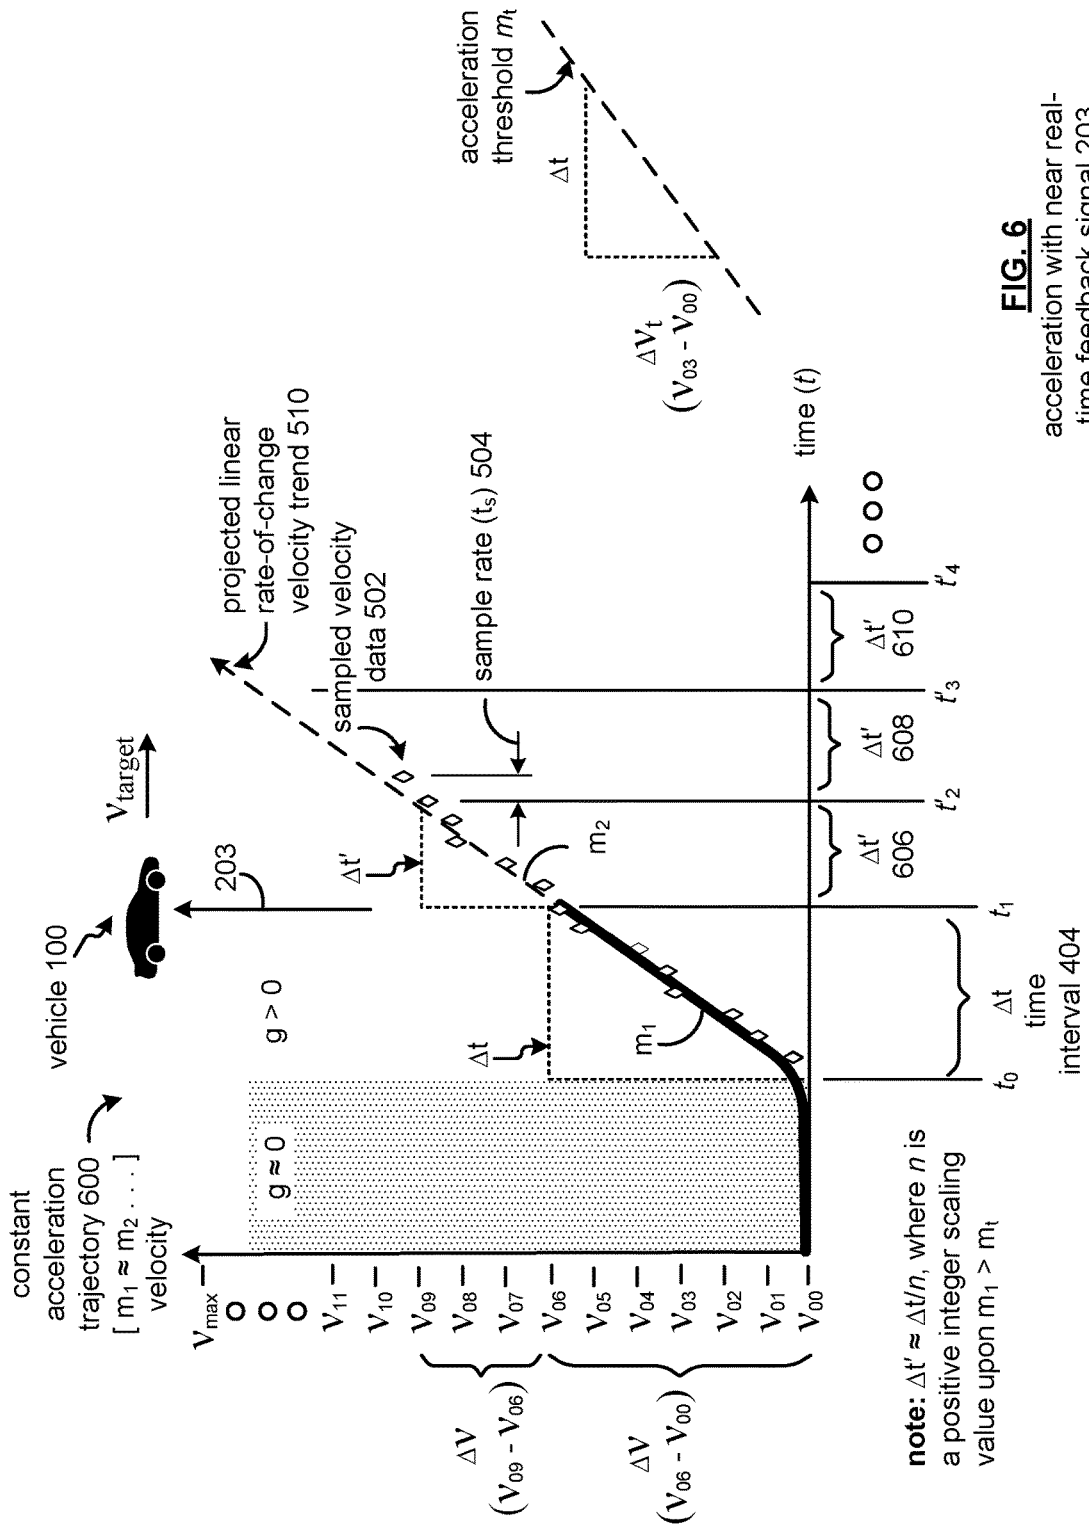 constant
acceleration
trajectory 600
[ m1 ≈ m2 . . . . ]
velocity
vehicle 100
vtarget
203
g ≈ 0
g > 0
projected linear
rate-of-change
velocity trend 510
sampled velocity
data 502
sample rate (ts) 504
acceleration
threshold mt
Δt
Δvt
(v03 - v00)
vmax
v11
v10
v09
v08
v07
v06
v05
v04
v03
v02
v01
v00
Δv
(v09 - v06)
Δv
(v06 - v00)
Δt
Δt'
m1
m2
time (t)
t0
t1
t'2
t'3
t'4
Δt
time
interval 404
Δt'
606
Δt'
608
Δt'
610
note: Δt' ≈ Δt/n, where n is
a positive integer scaling
value upon m1 > mt
FIG. 6
acceleration with near real-
time feedback signal 203